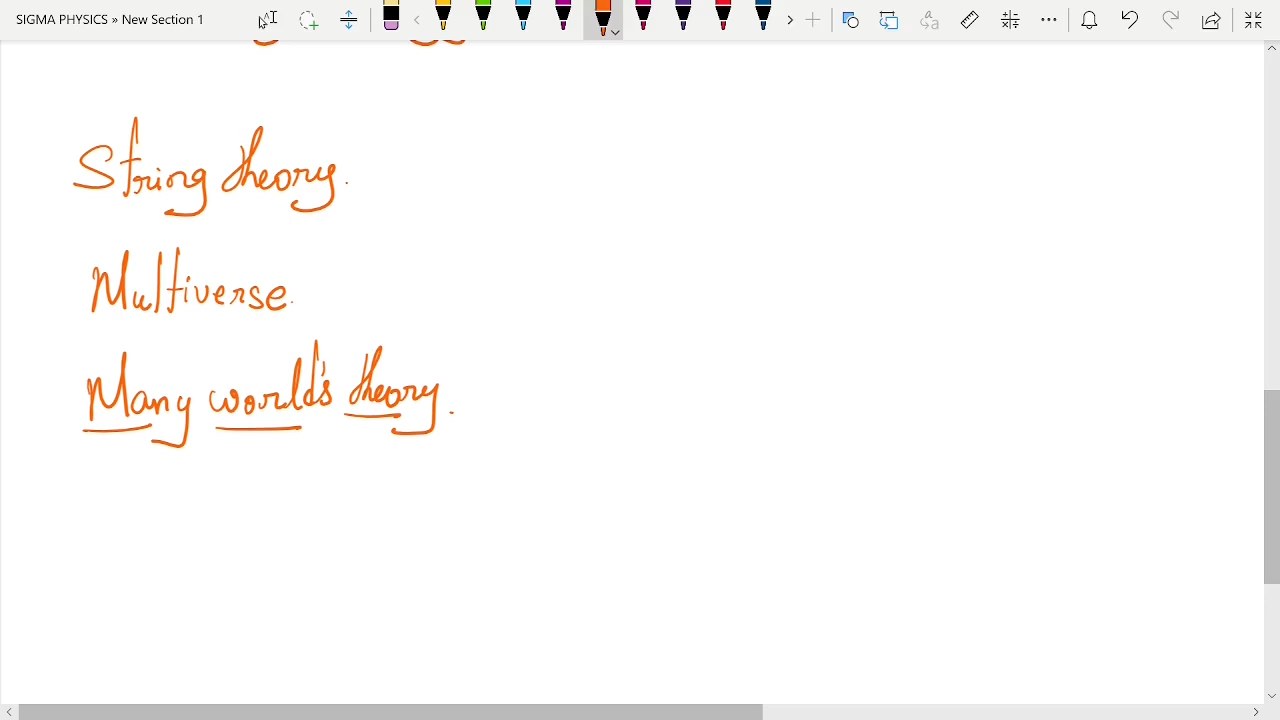 SIGMA PHYSICS » New Section 1
String theory.
Multiverse.
Many world's theory.